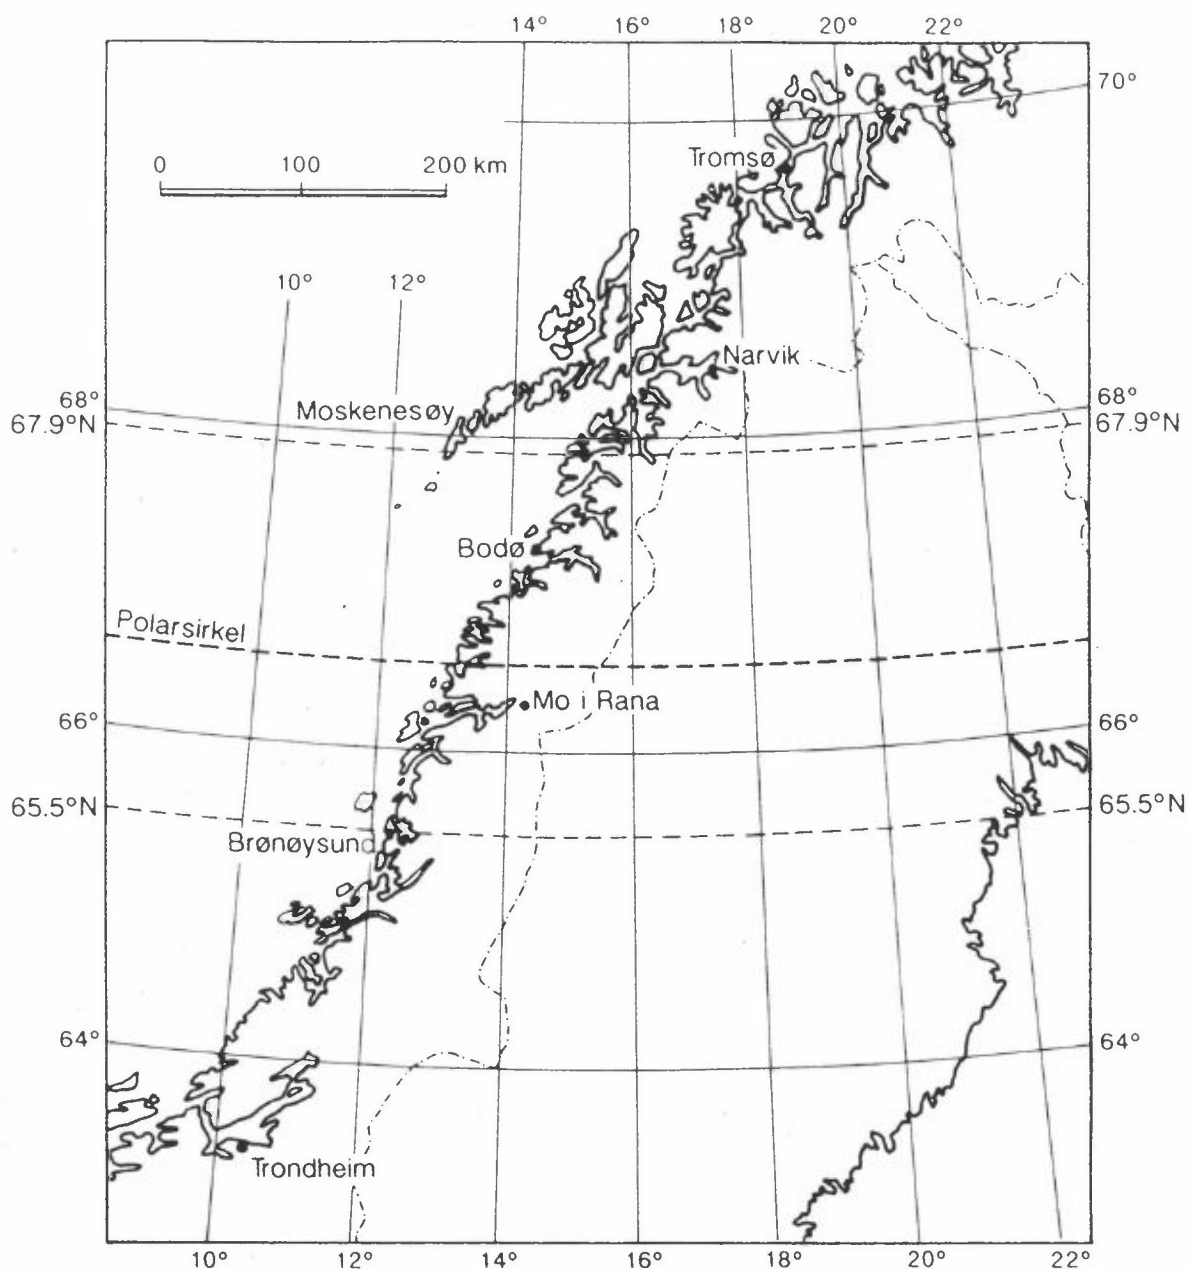 14° 16° 18° 20° 22°
70°
Tromsø
0 100 200 km
10° 12°
Narvik
68° Moskenesøy 68°
67.9°N 67.9°N
Bodø
Polarsirkel
Mo i Rana
66° 66°
65.5°N 65.5°N
Brønøysund
64° 64°
Trondheim
10° 12° 14° 16° 18° 20° 22°